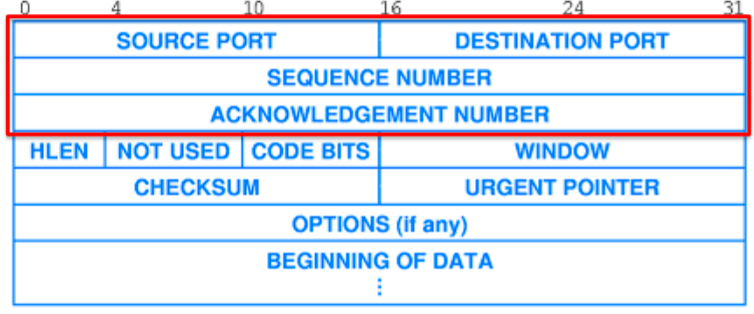 0 4 10 16 24 31
SOURCE PORT DESTINATION PORT
SEQUENCE NUMBER
ACKNOWLEDGEMENT NUMBER
HLEN NOT USED CODE BITS WINDOW
CHECKSUM URGENT POINTER
OPTIONS (if any)
BEGINNING OF DATA
⋮